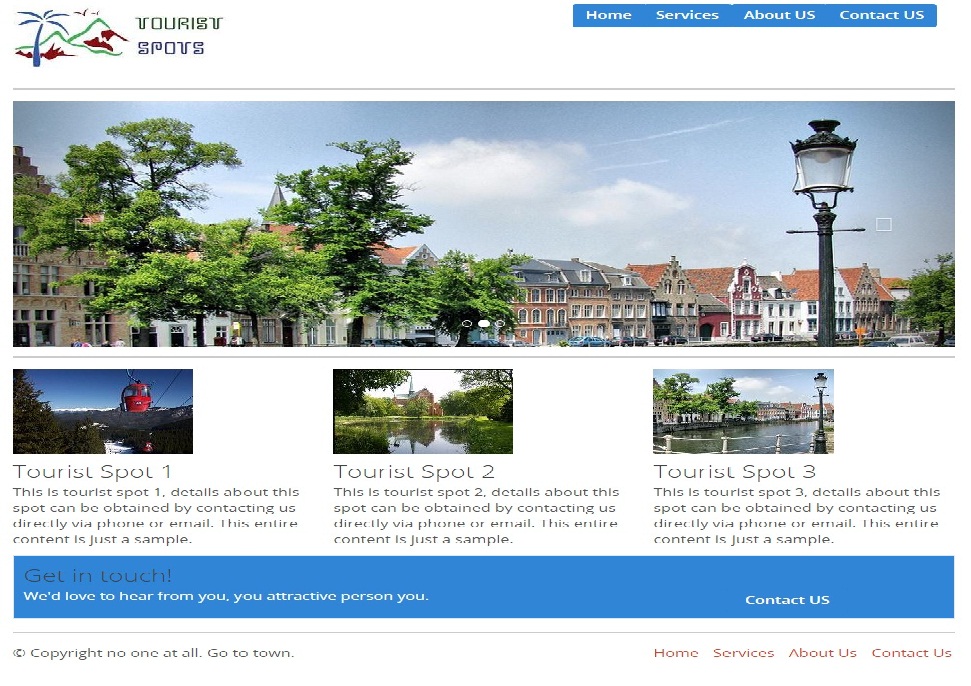 TOURIST
SPOTS
Home Services About US Contact US
Tourist Spot 1
This is tourist spot 1, details about this
spot can be obtained by contacting us
directly via phone or email. This entire
content is just a sample.
Tourist Spot 2
This is tourist spot 2, details about this
spot can be obtained by contacting us
directly via phone or email. This entire
content is just a sample.
Tourist Spot 3
This is tourist spot 3, details about this
spot can be obtained by contacting us
directly via phone or email. This entire
content is just a sample.
Get in touch!
We'd love to hear from you, you attractive person you.
Contact US
© Copyright no one at all. Go to town.
Home Services About Us Contact Us